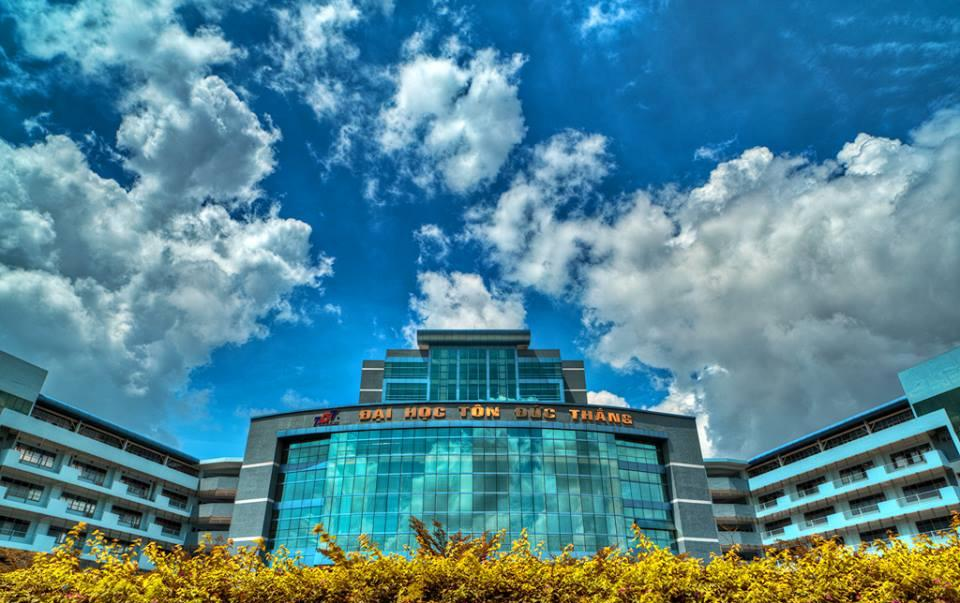 ĐẠI HỌC TÔN ĐỨC THẮNG